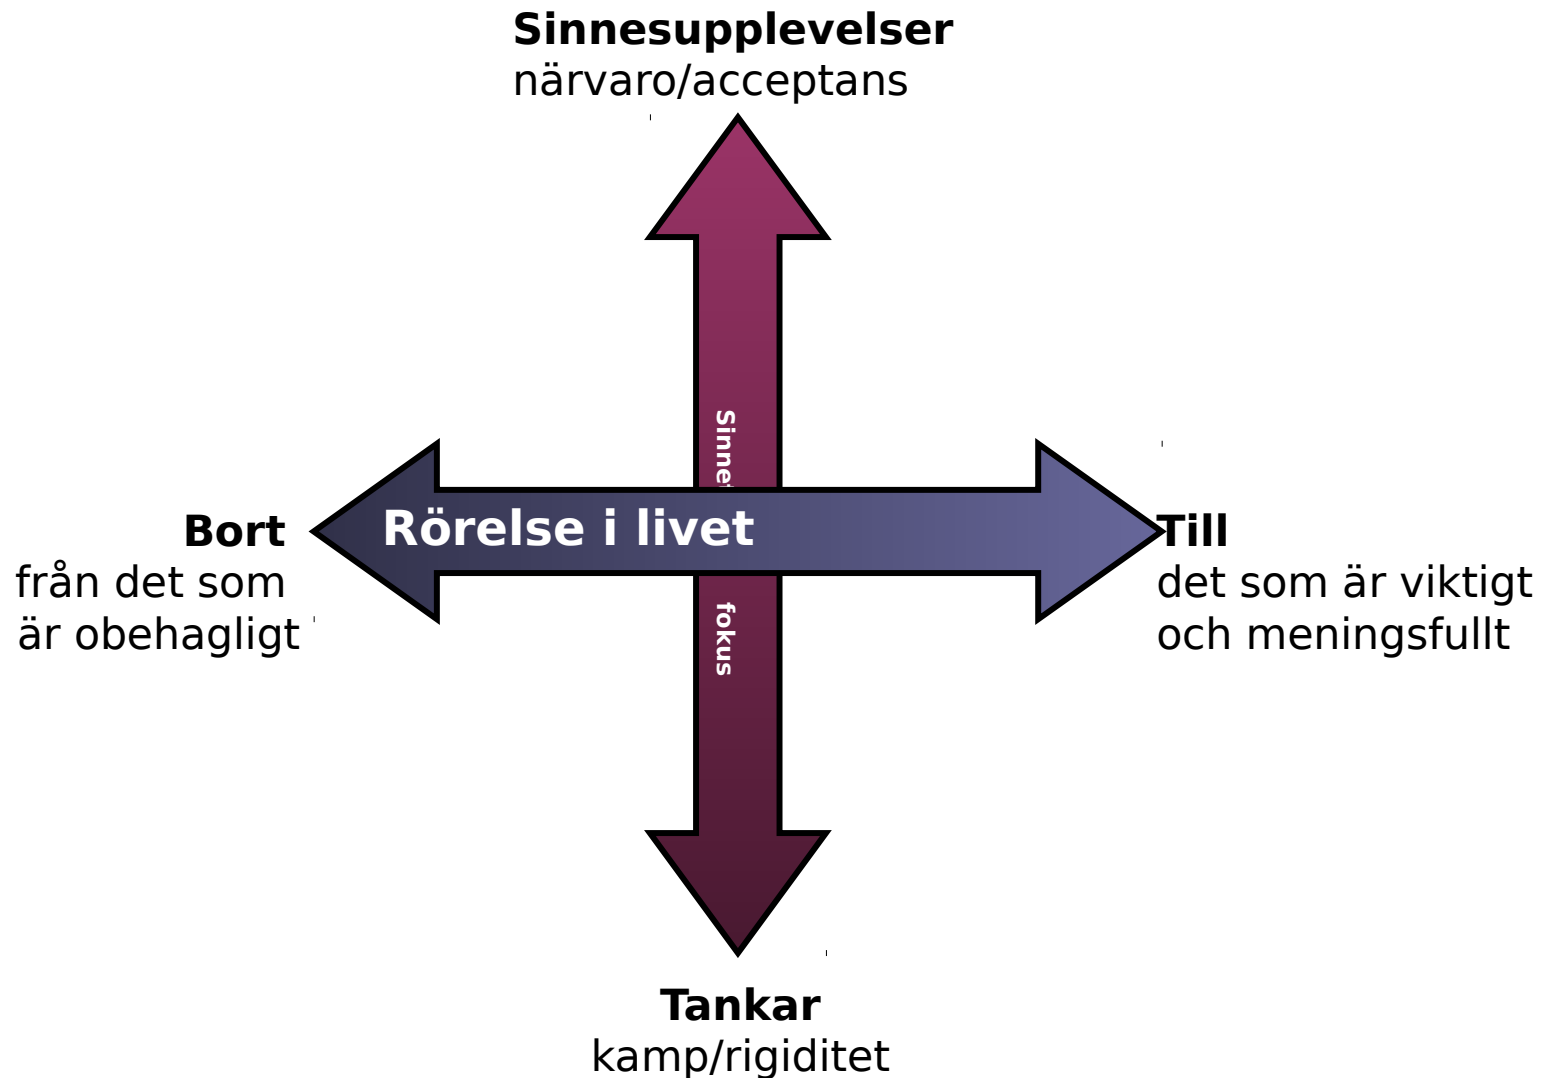 Sinnesupplevelser
närvaro/acceptans
Rörelse i livet
fokus
Bort
från det som
är obehagligt
Till
det som är viktigt
och meningsfullt
Tankar
kamp/rigiditet